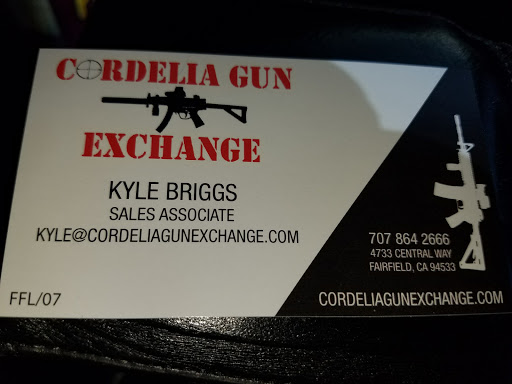 CORDELIA GUN
EXCHANGE
KYLE BRIGGS
SALES ASSOCIATE
KYLE@CORDELIAGUNEXCHANGE.COM
707 864 2666
4733 CENTRAL WAY
FAIRFIELD, CA 94533
FFL/07
CORDELIAGUNEXCHANGE.COM